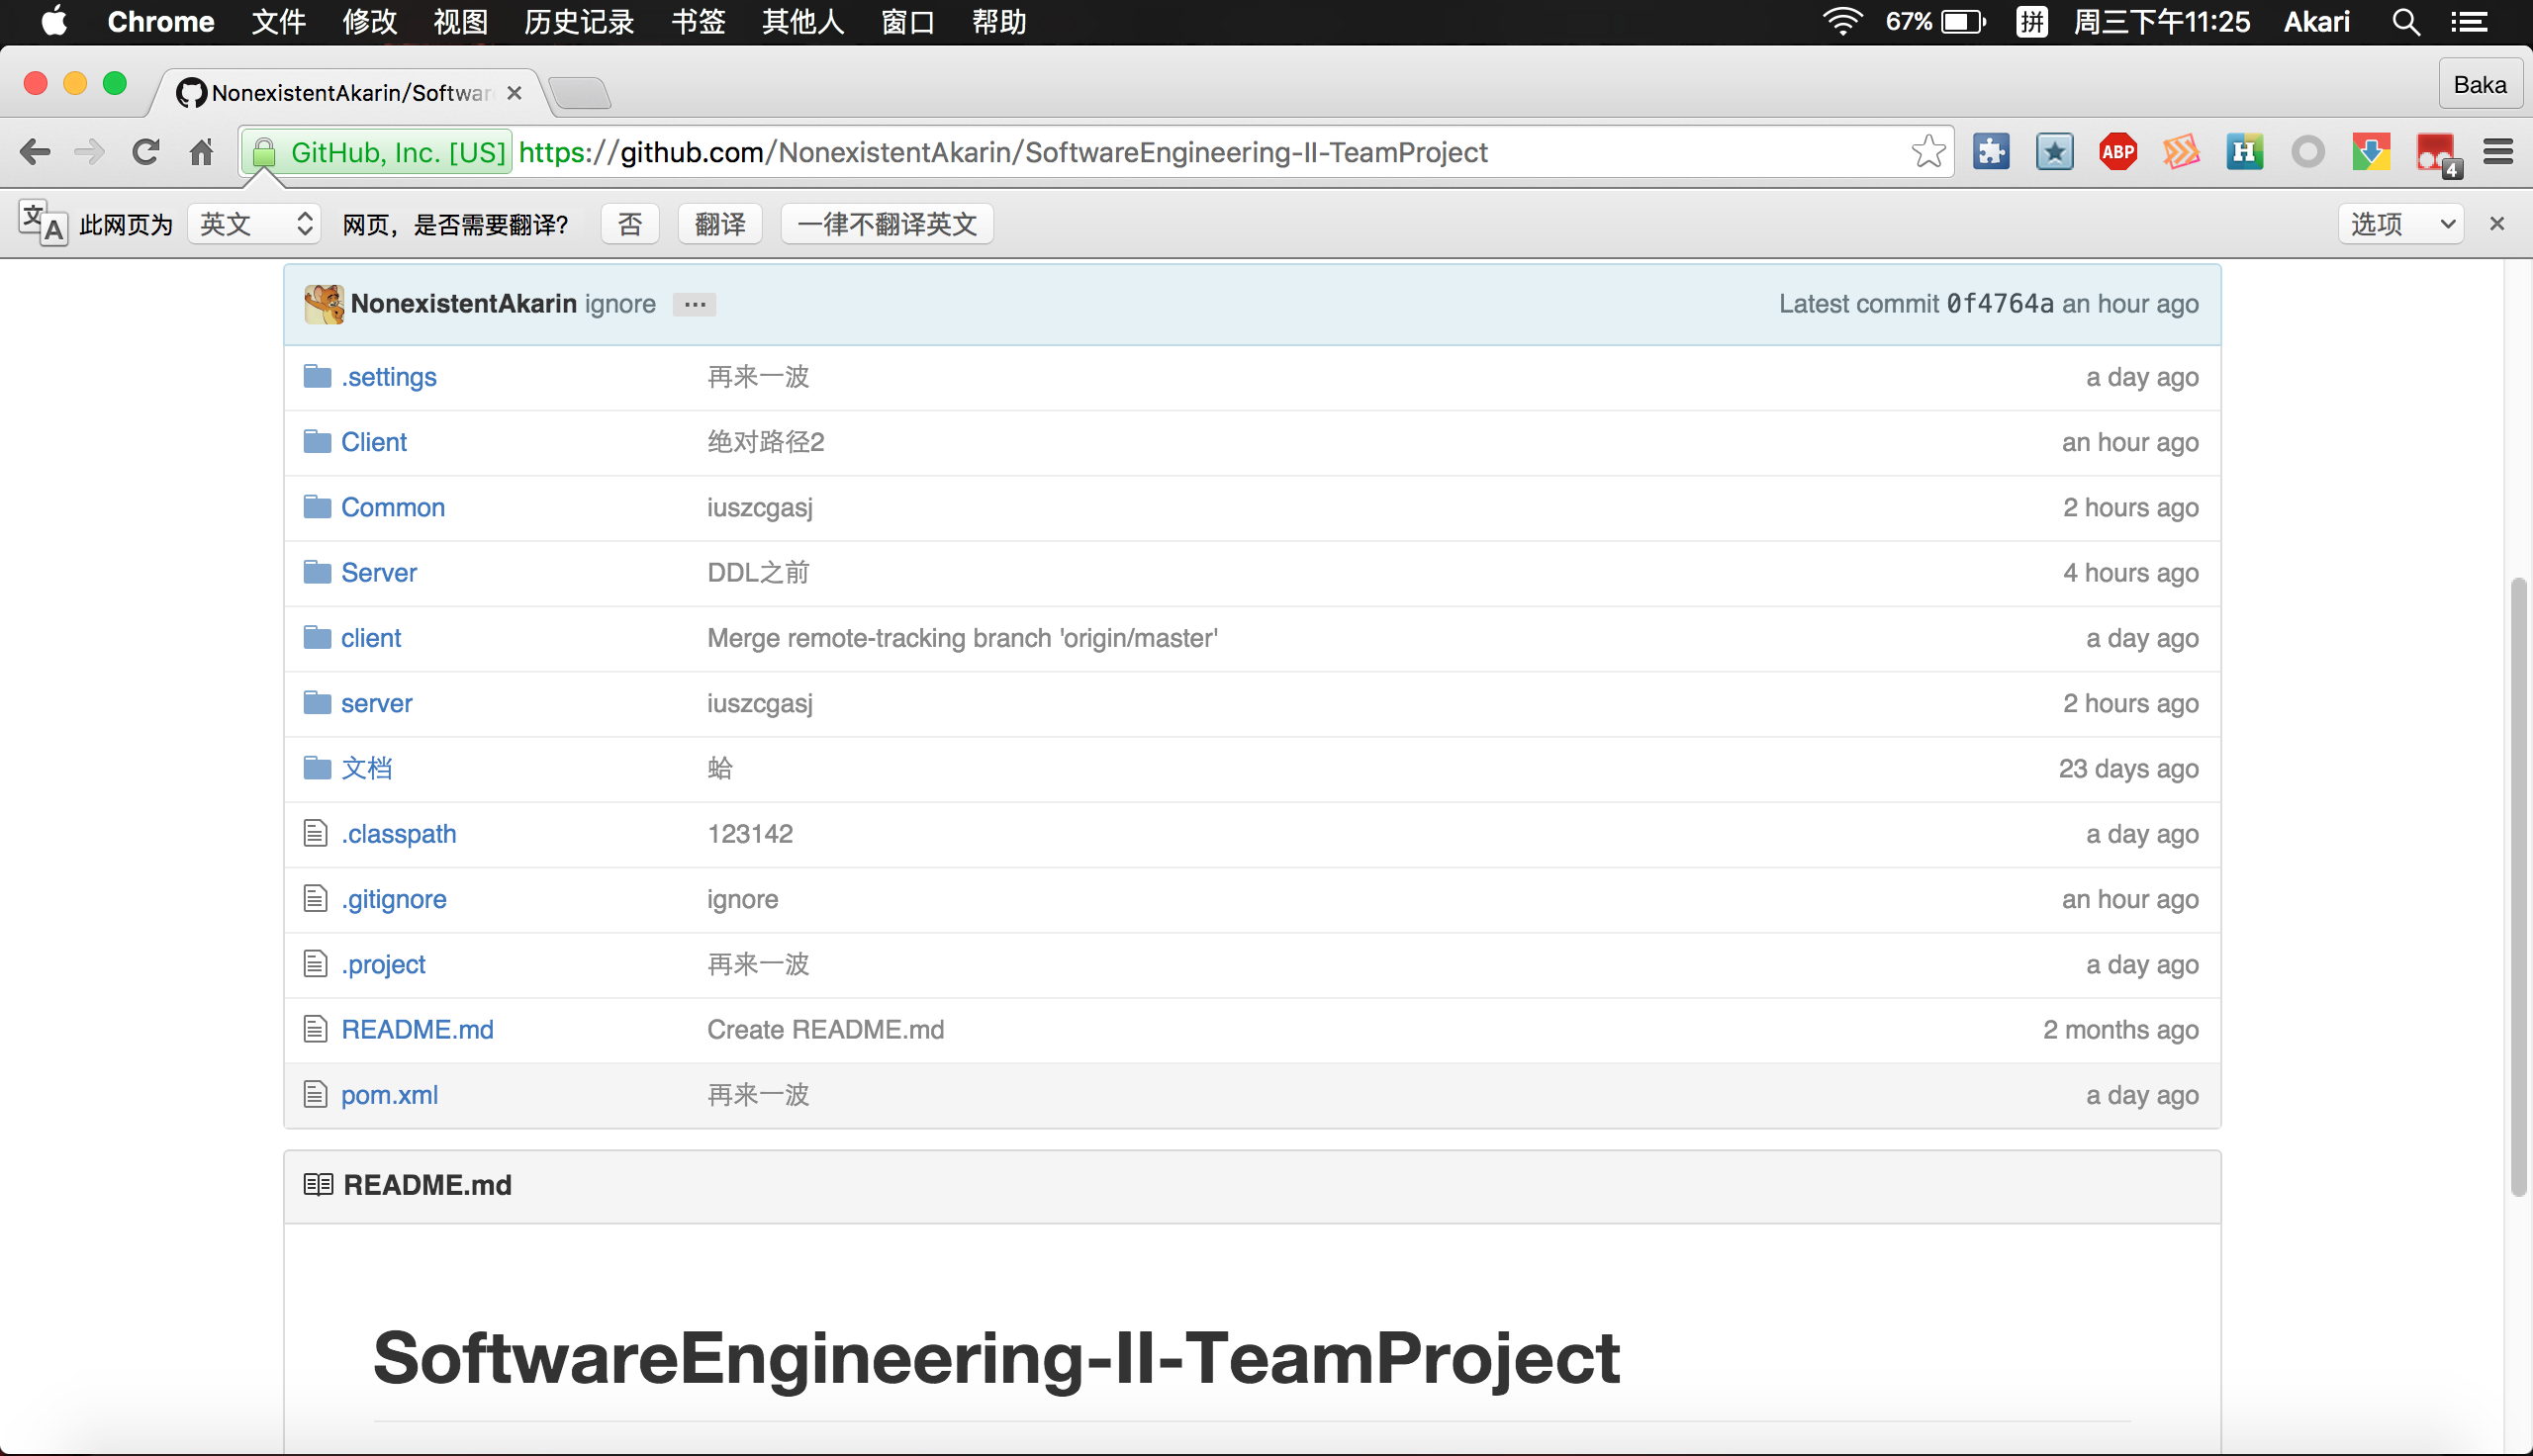 Chrome 文件 修改 视图 历史记录 书签 其他人 窗口 帮助 67% 拼 周三下午11:25 Akari
NonexistentAkarin/Softwar Baka
GitHub, Inc. [US] https://github.com/NonexistentAkarin/SoftwareEngineering-II-TeamProject ABP H 4
文A 此网页为 英文 网页，是否需要翻译？ 否 翻译 一律不翻译英文 选项
NonexistentAkarin ignore … Latest commit 0f4764a an hour ago
.settings 再来一波 a day ago
Client 绝对路径2 an hour ago
Common iuszcgasj 2 hours ago
Server DDL之前 4 hours ago
client Merge remote-tracking branch 'origin/master' a day ago
server iuszcgasj 2 hours ago
文档 蛤 23 days ago
.classpath 123142 a day ago
.gitignore ignore an hour ago
.project 再来一波 a day ago
README.md Create README.md 2 months ago
pom.xml 再来一波 a day ago
README.md
SoftwareEngineering-II-TeamProject